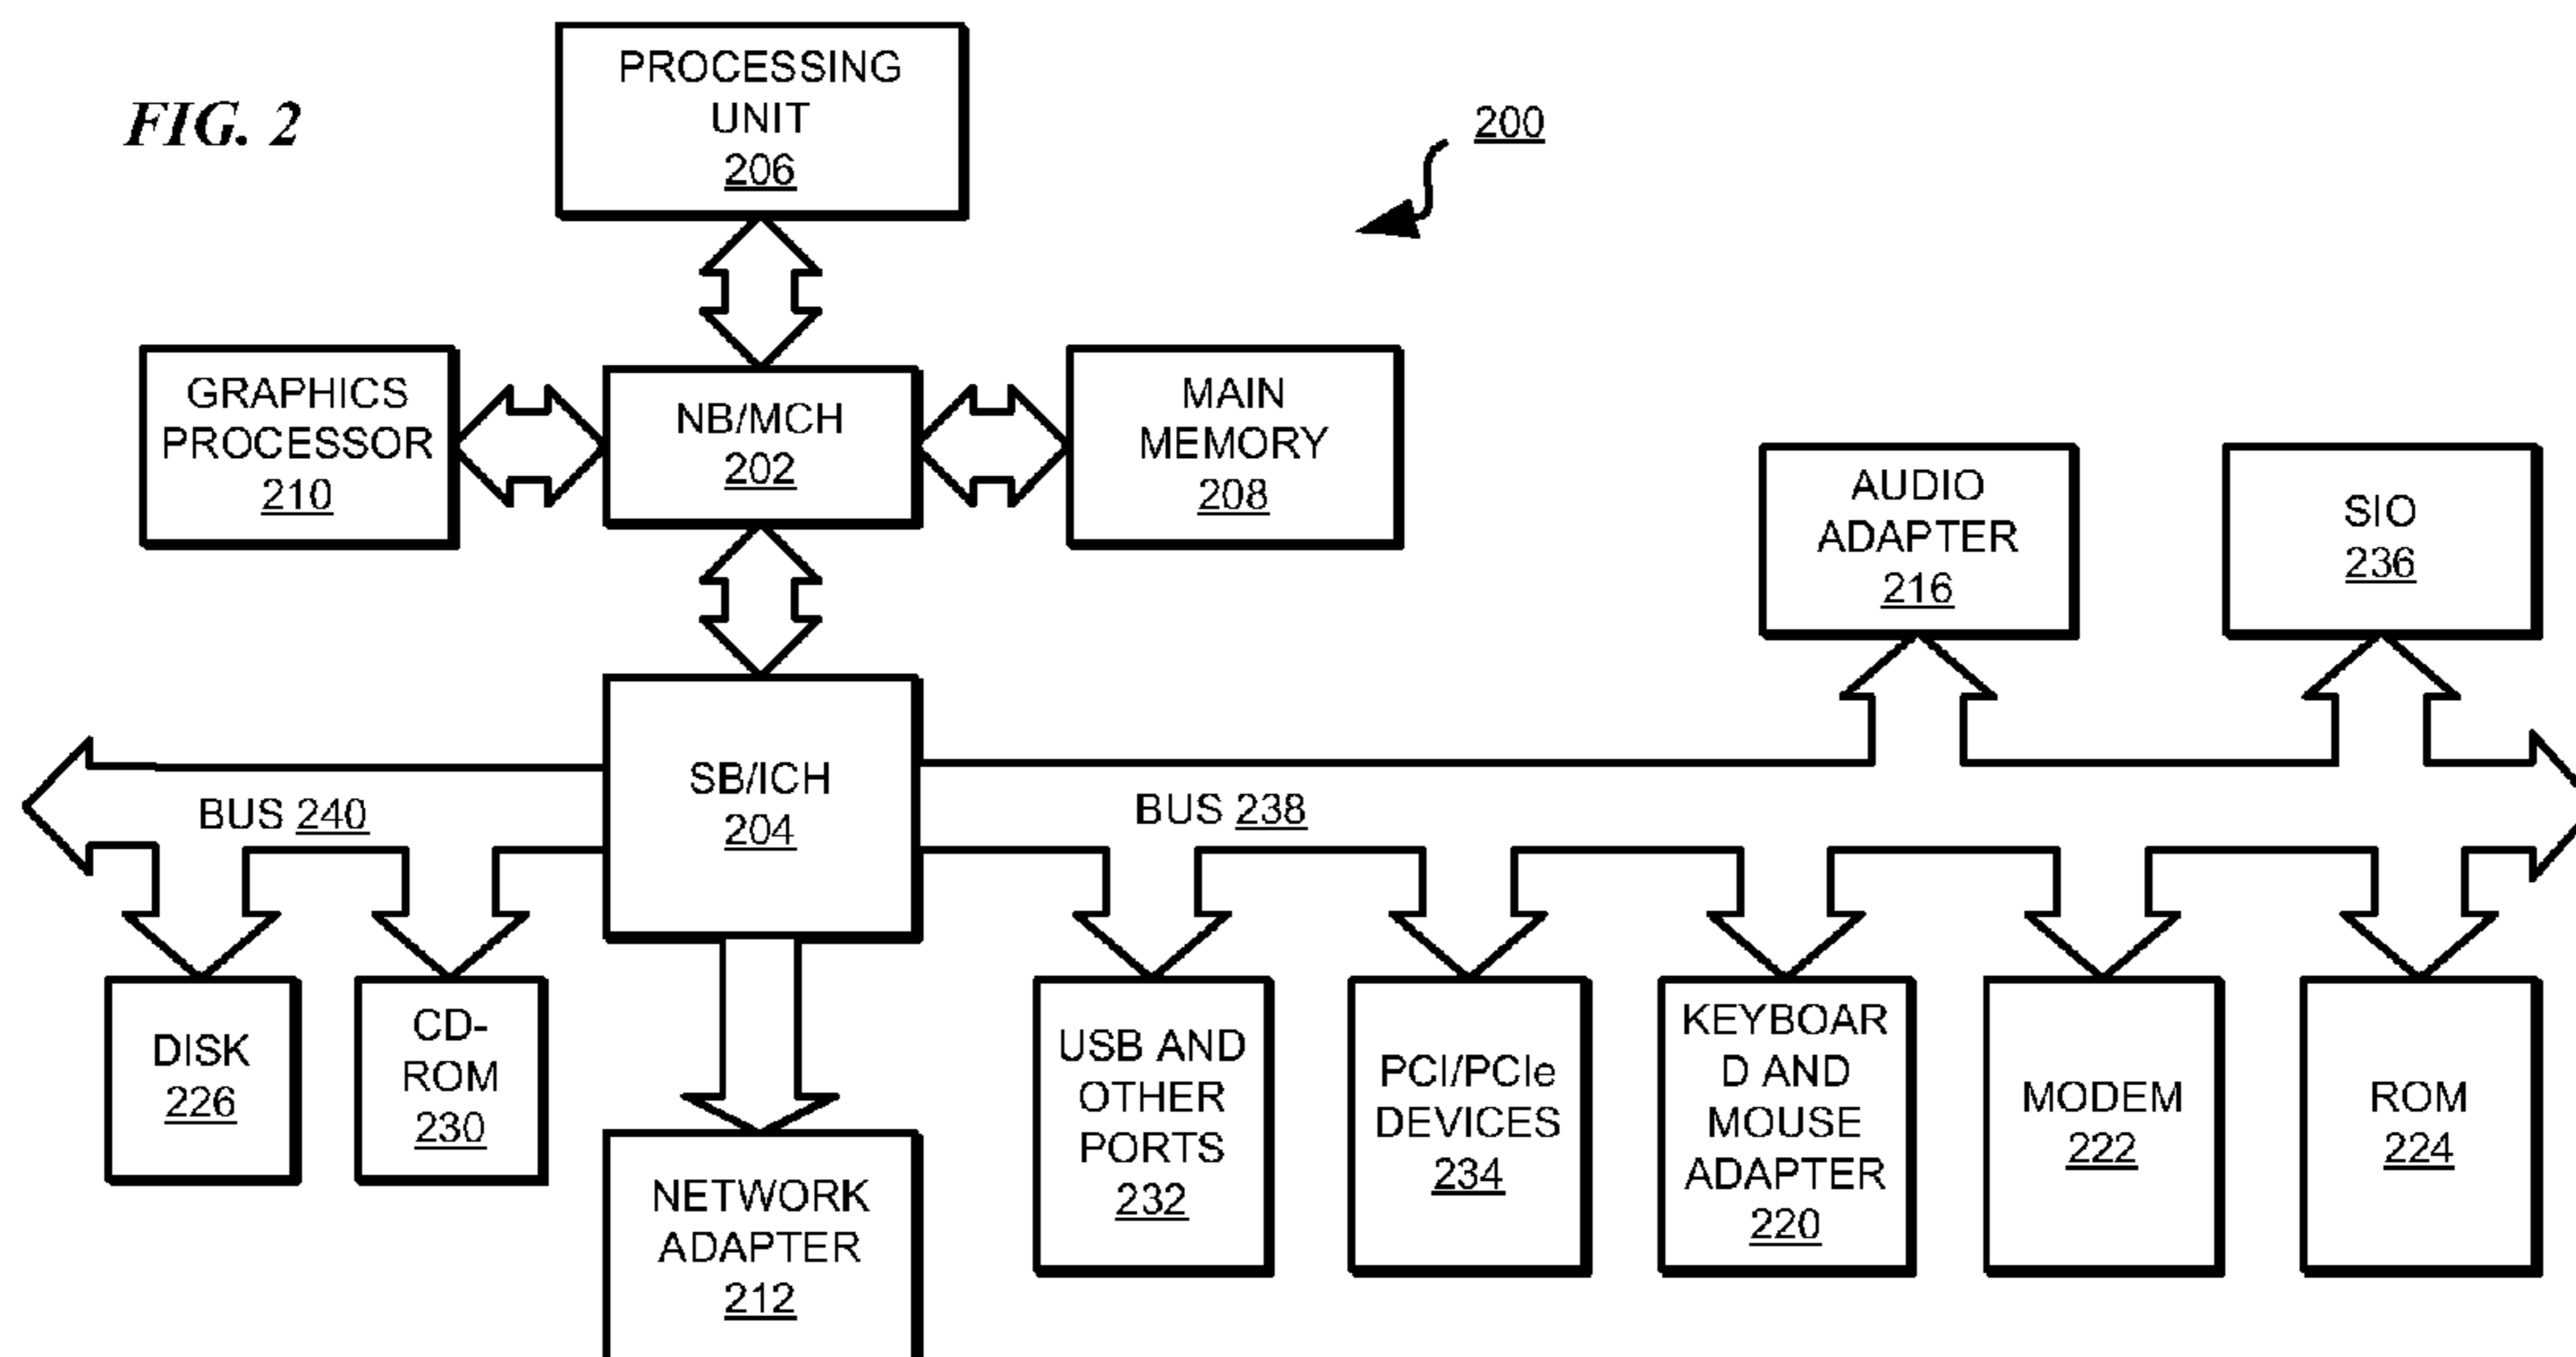 FIG. 2
PROCESSING
UNIT
206
200
GRAPHICS
PROCESSOR
210
NB/MCH
202
MAIN
MEMORY
208
AUDIO
ADAPTER
216
SIO
236
SB/ICH
204
BUS 240
BUS 238
DISK
226
CD-
ROM
230
NETWORK
ADAPTER
212
USB AND
OTHER
PORTS
232
PCI/PCIe
DEVICES
234
KEYBOAR
D AND
MOUSE
ADAPTER
220
MODEM
222
ROM
224